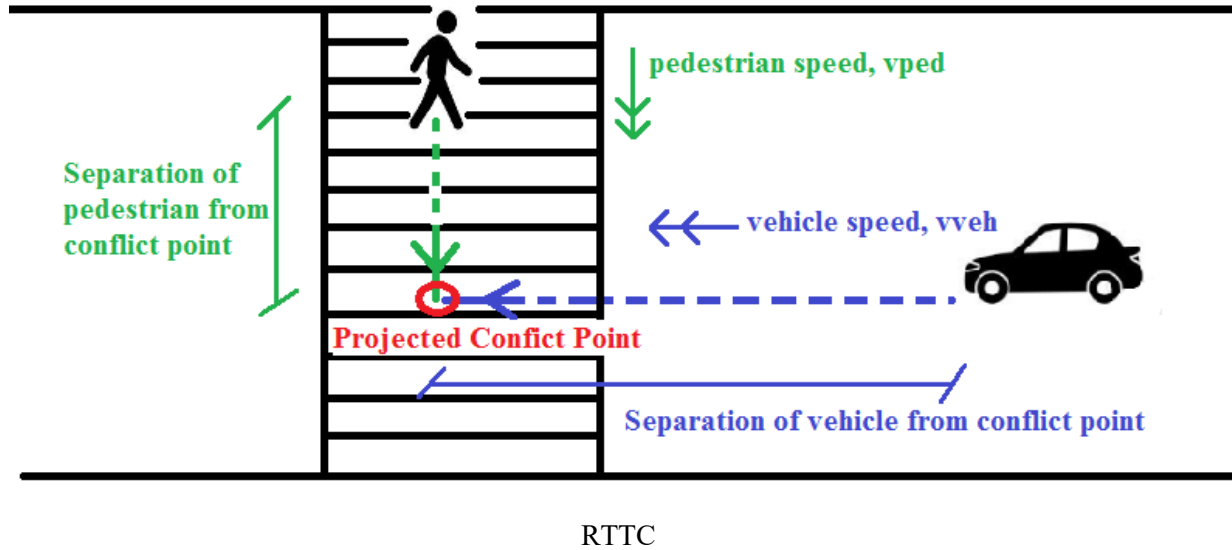 pedestrian speed, vped
Separation of
pedestrian from
conflict point
vehicle speed, vveh
Projected Confict Point
Separation of vehicle from conflict point
RTTC